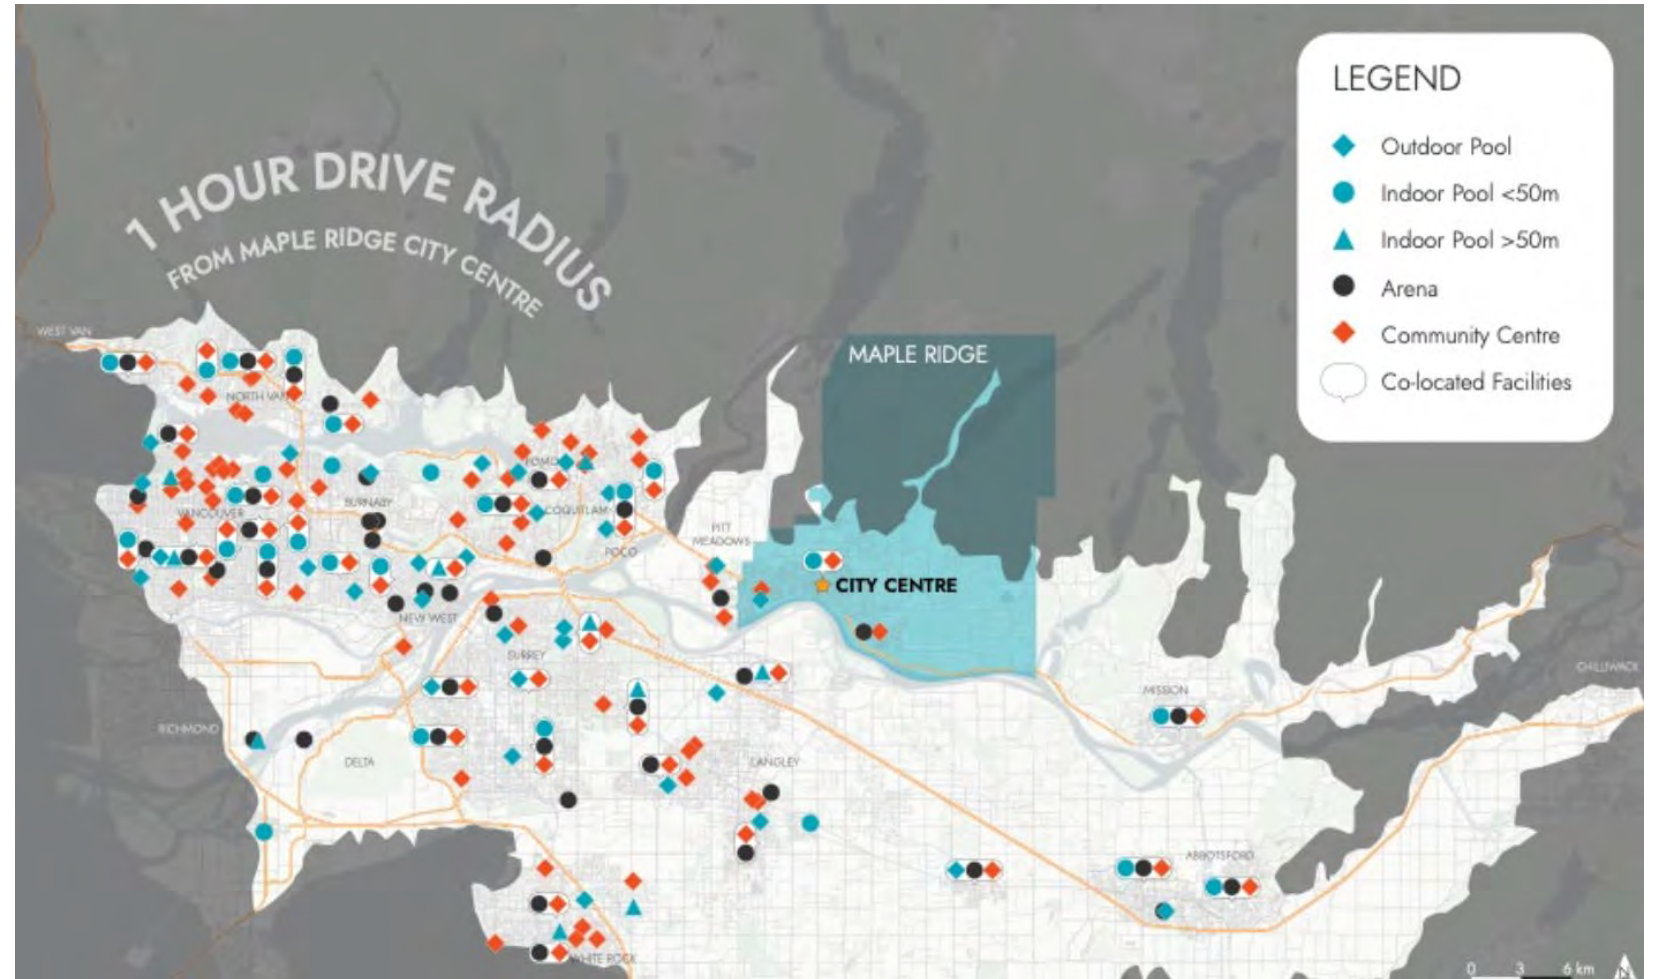 1 HOUR DRIVE RADIUS
FROM MAPLE RIDGE CITY CENTRE
LEGEND
Outdoor Pool
Indoor Pool <50m
Indoor Pool >50m
Arena
Community Centre
Co-located Facilities
WEST VAN
MAPLE RIDGE
NORTH VAN
BURNABY
VANCOUVER
COQUITLAM
POCO
PITT
MEADOWS
CITY CENTRE
NEW WEST
SURREY
CHILLIWACK
MISSION
RICHMOND
DELTA
LANGLEY
ABBOTSFORD
WHITE ROCK
0 3 6 km
N